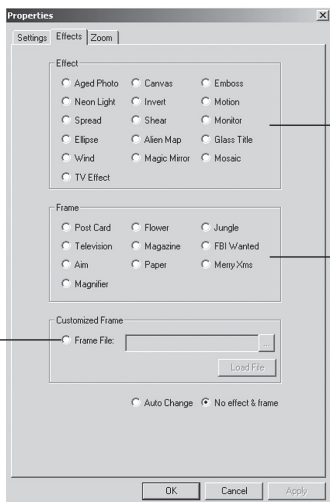 Properties
Settings Effects Zoom
Effect
Aged Photo Canvas Emboss
Neon Light Invert Motion
Spread Shear Monitor
Ellipse Alien Map Glass Title
Wind Magic Mirror Mosaic
TV Effect
Frame
Post Card Flower Jungle
Television Magazine FBI Wanted
Aim Paper Merry Xms
Magnifier
Customized Frame
Frame File: ...
Load File
Auto Change No effect & frame
OK Cancel Apply